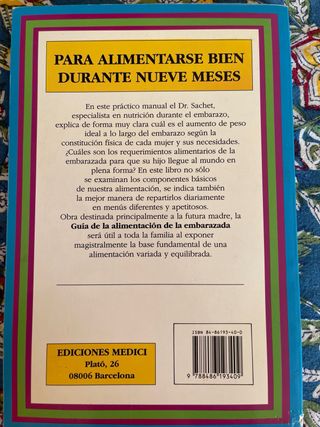 PARA ALIMENTARSE BIEN
DURANTE NUEVE MESES
En este práctico manual el Dr. Sachet,
especialista en nutrición durante el embarazo,
explica de forma muy clara cuál es el aumento de peso
ideal a lo largo del embarazo según la
constitución física de cada mujer y sus necesidades.
¿Cuáles son los requerimientos alimentarios de la
embarazada para que su hijo llegue al mundo en
plena forma? En este libro no sólo
se examinan los componentes básicos
de nuestra alimentación, se indica también
la mejor manera de repartirlos diariamente
en menús diferentes y apetitosos.
Obra destinada principalmente a la futura madre, la
Guía de la alimentación de la embarazada
será útil a toda la familia al exponer
magistralmente la base fundamental de una
alimentación variada y equilibrada.
ISBN 84-86193-40-0
9 788486 193409
EDICIONES MEDICI
Plató, 26
08006 Barcelona